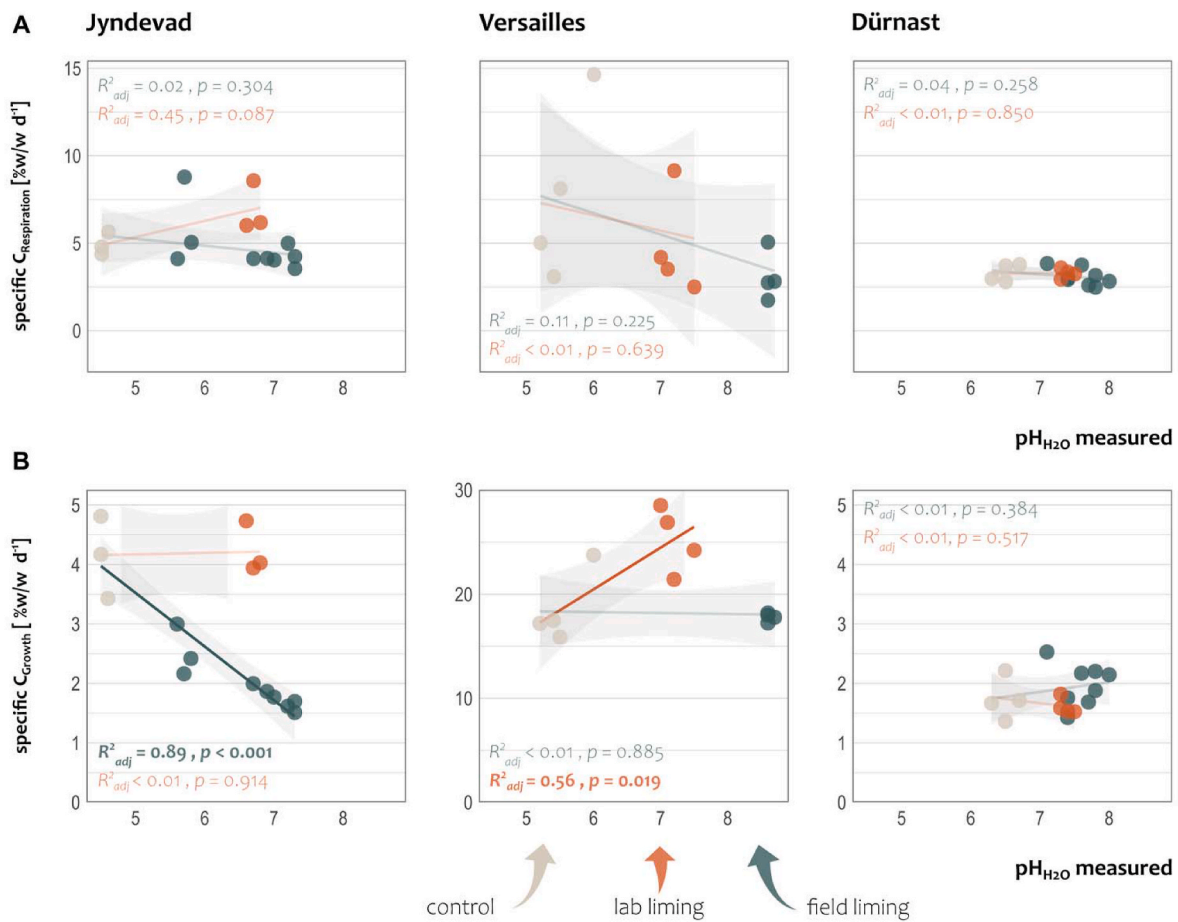 A
Jyndevad
Versailles
Dürnast
specific C_Respiration [%w/w d⁻¹]
15
10
5
0
R²adj = 0.02 , p = 0.304
R²adj = 0.45 , p = 0.087
5 6 7 8
R²adj = 0.11 , p = 0.225
R²adj < 0.01 , p = 0.639
5 6 7 8
R²adj = 0.04 , p = 0.258
R²adj < 0.01, p = 0.850
5 6 7 8
pH_H2O measured
B
specific C_Growth [ %w/w d⁻¹]
5
4
3
2
1
0
R²adj = 0.89 , p < 0.001
R²adj < 0.01 , p = 0.914
5 6 7 8
30
20
10
0
R²adj < 0.01 , p = 0.885
R²adj = 0.56 , p = 0.019
5 6 7 8
5
4
3
2
1
0
R²adj < 0.01 , p = 0.384
R²adj < 0.01, p = 0.517
5 6 7 8
pH_H2O measured
control
lab liming
field liming